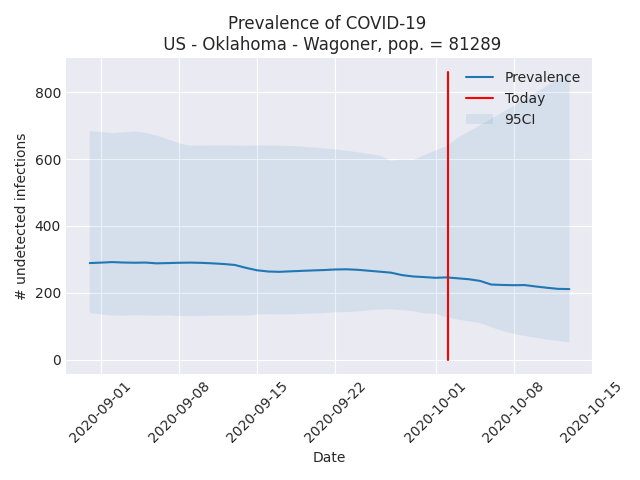 Prevalence of COVID-19
US - Oklahoma - Wagoner, pop. = 81289
Prevalence
Today
95CI
# undetected infections
800
600
400
200
0
2020-09-01
2020-09-08
2020-09-15
2020-09-22
2020-10-01
2020-10-08
2020-10-15
Date